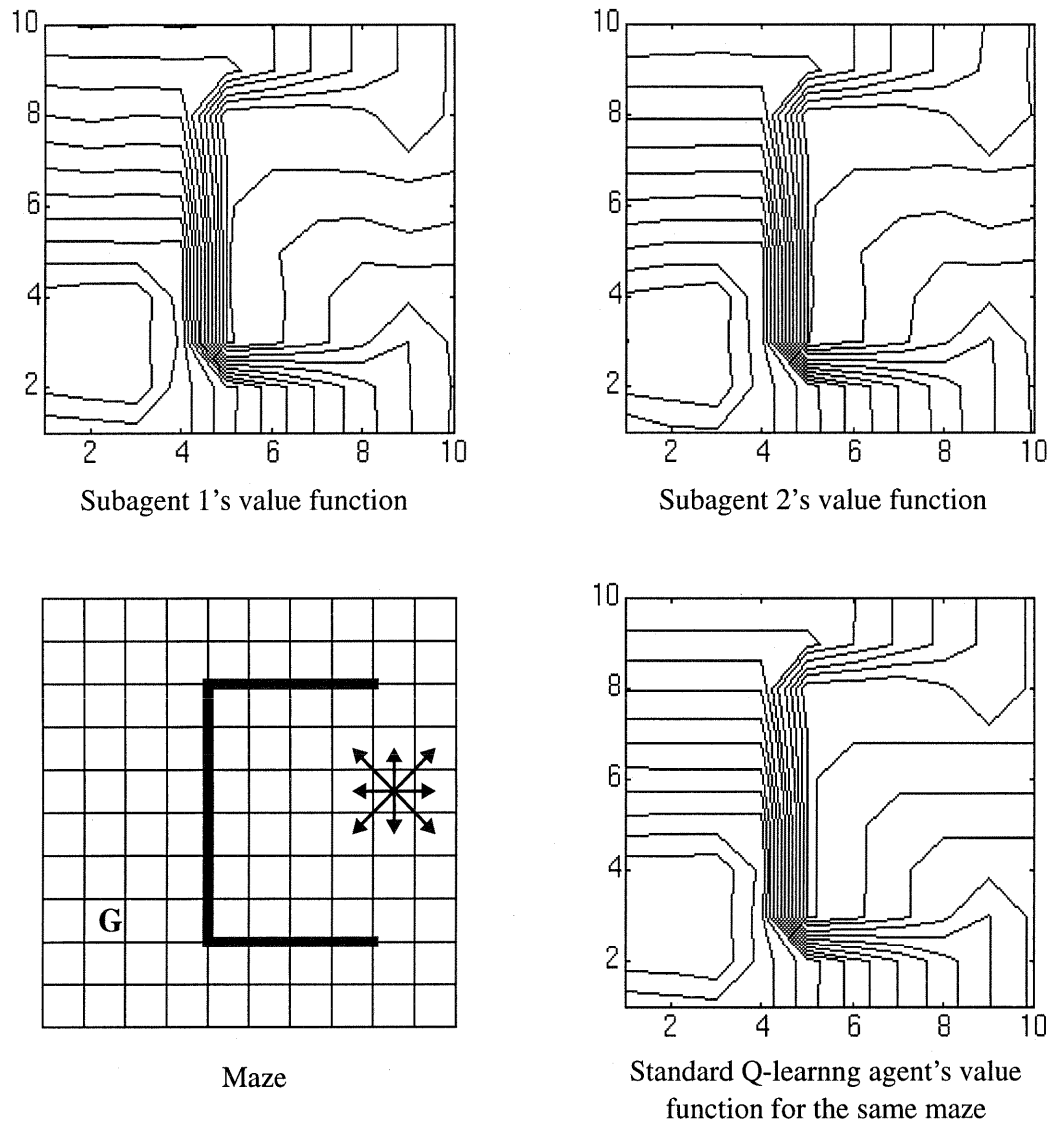 10
8
6
4
2
2 4 6 8 10
Subagent 1's value function
10
8
6
4
2
2 4 6 8 10
Subagent 2's value function
G
Maze
10
8
6
4
2
2 4 6 8 10
Standard Q-learnng agent's value
function for the same maze